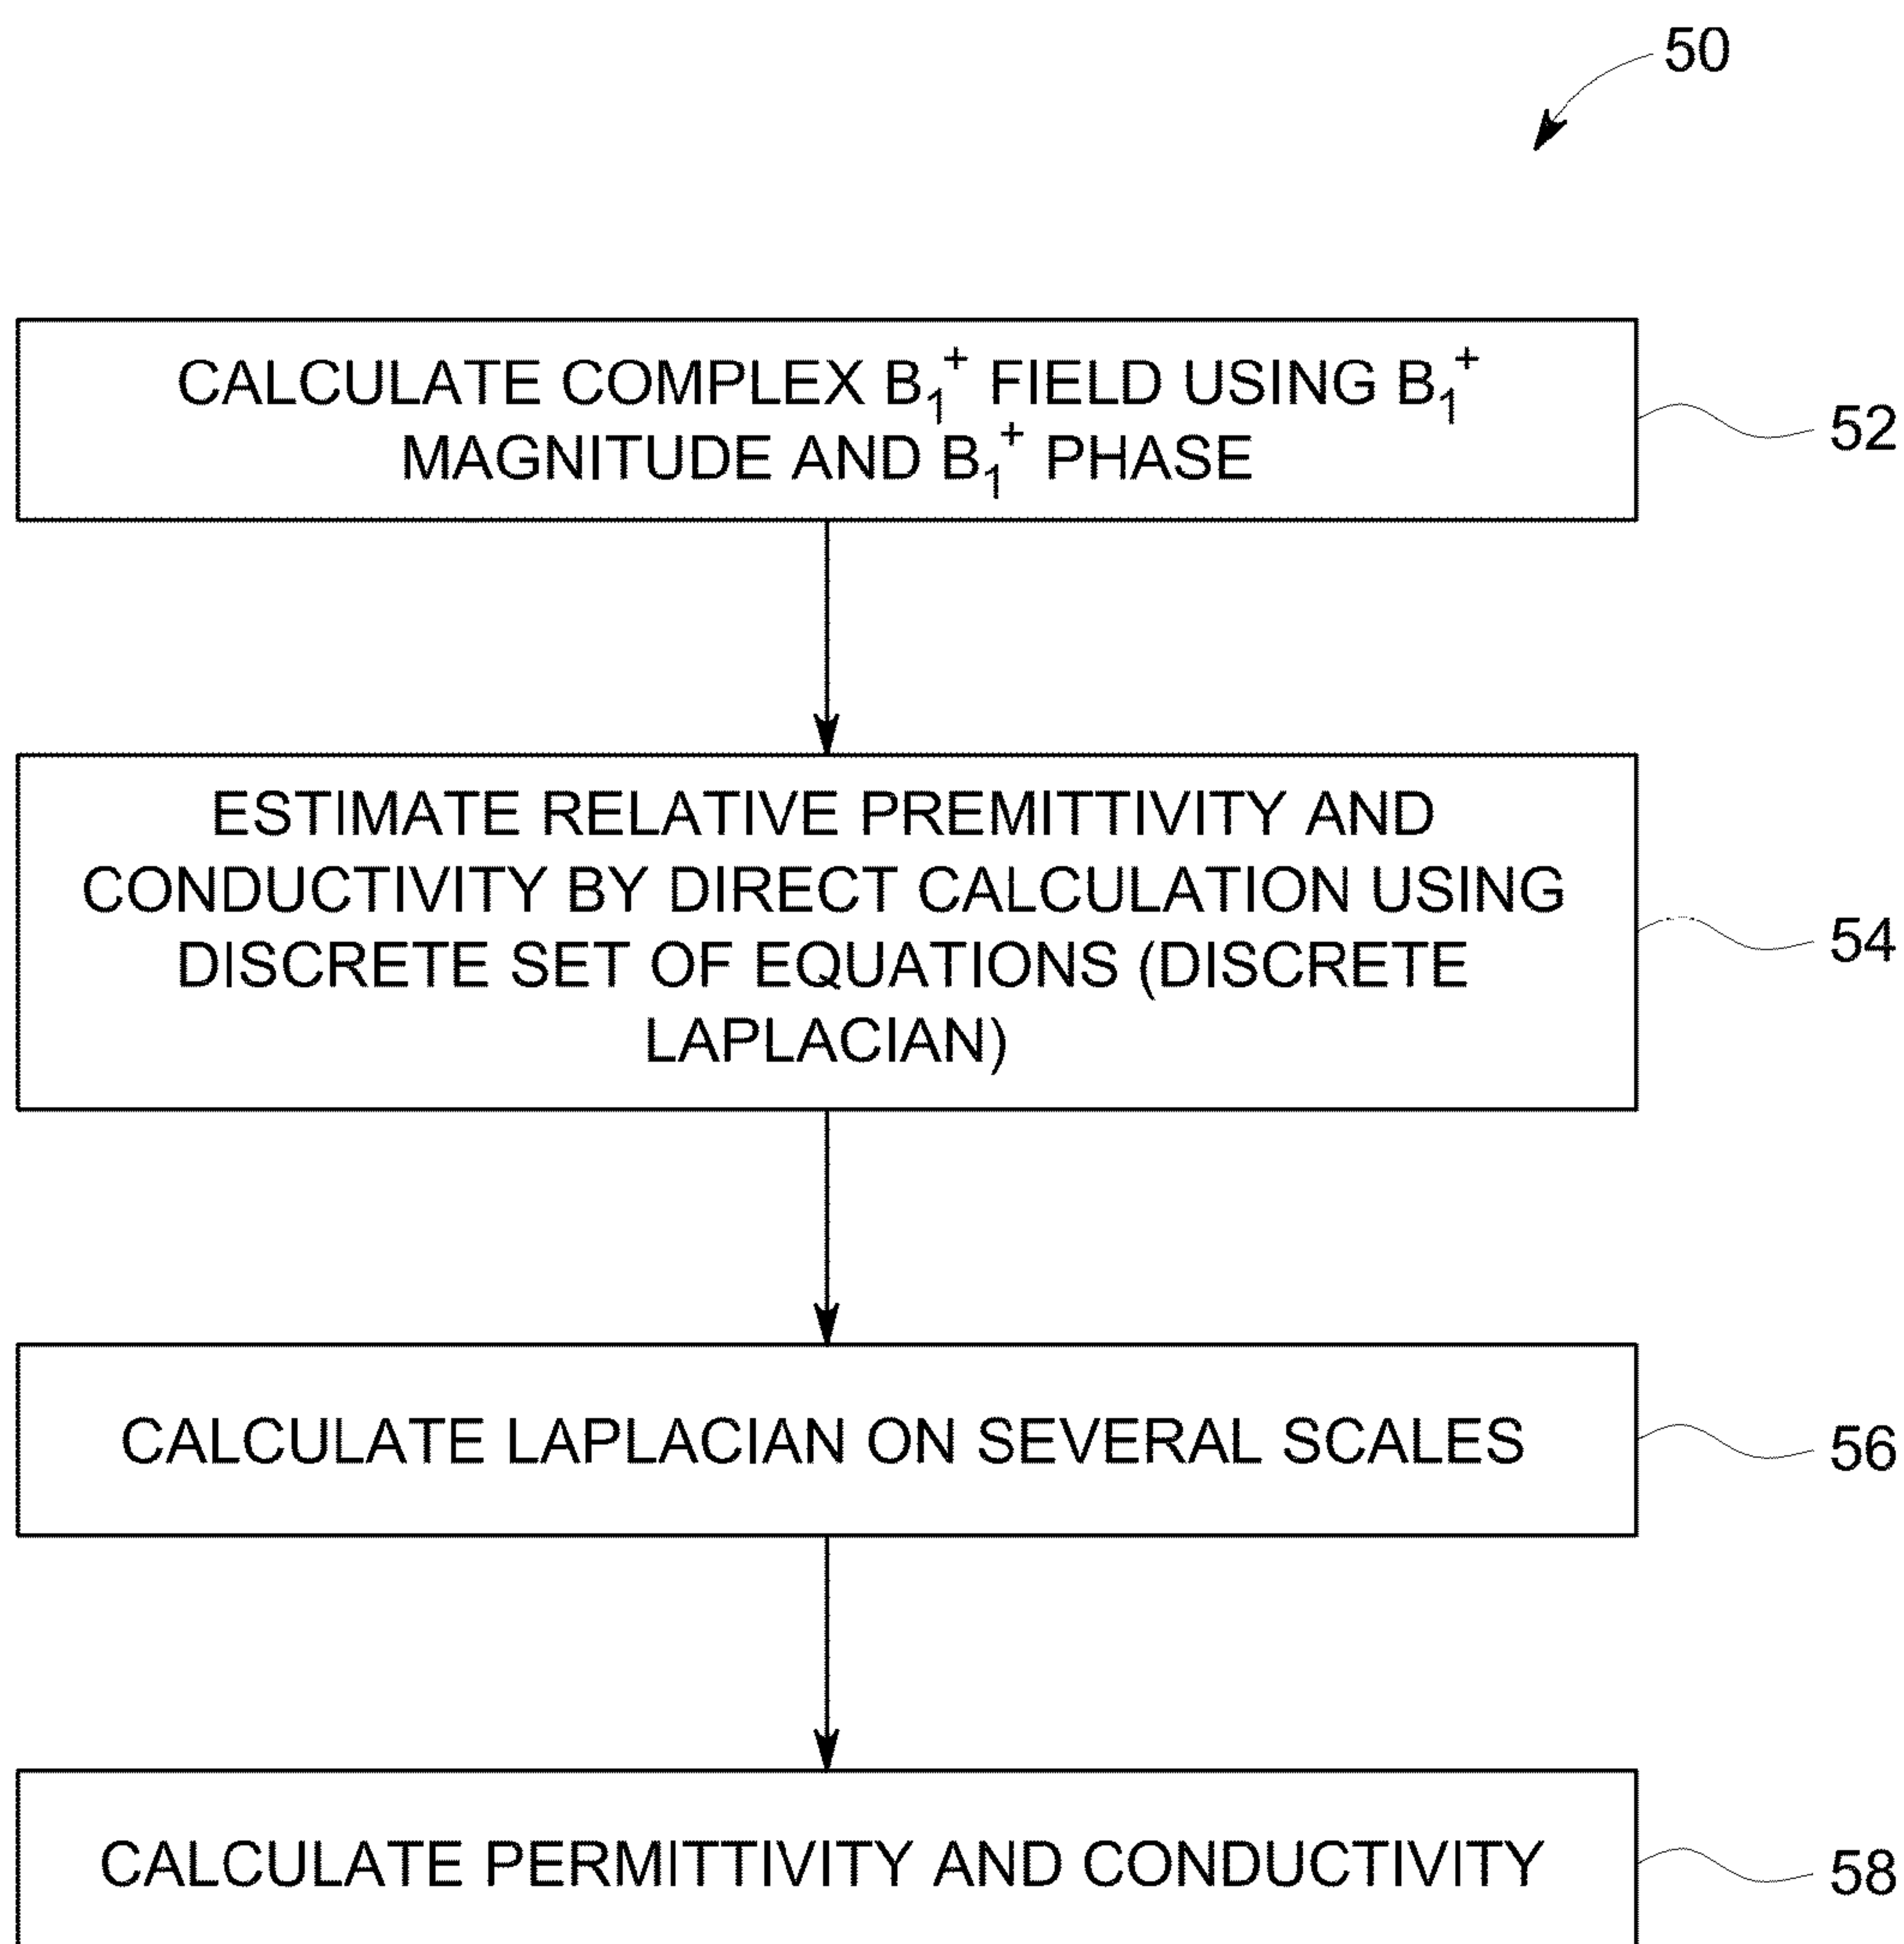 50
CALCULATE COMPLEX B₁⁺ FIELD USING B₁⁺
MAGNITUDE AND B₁⁺ PHASE
52
ESTIMATE RELATIVE PREMITTIVITY AND
CONDUCTIVITY BY DIRECT CALCULATION USING
DISCRETE SET OF EQUATIONS (DISCRETE
LAPLACIAN)
54
CALCULATE LAPLACIAN ON SEVERAL SCALES
56
CALCULATE PERMITTIVITY AND CONDUCTIVITY
58